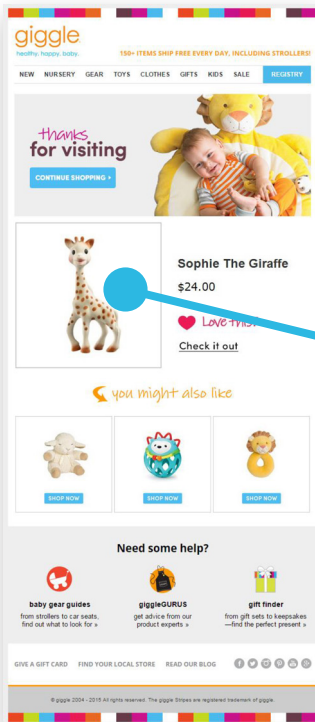 giggle
healthy. happy. baby.
150+ ITEMS SHIP FREE EVERY DAY, INCLUDING STROLLERS!
NEW NURSERY GEAR TOYS CLOTHES GIFTS KIDS SALE REGISTRY
thanks
for visiting
CONTINUE SHOPPING >
Sophie The Giraffe
$24.00
Love this!
Check it out
you might also like
SHOP NOW SHOP NOW SHOP NOW
Need some help?
baby gear guides
from strollers to car seats,
find out what to look for »
giggleGURUS
get advice from our
product experts »
gift finder
from gift sets to keepsakes
—find the perfect present »
GIVE A GIFT CARD FIND YOUR LOCAL STORE READ OUR BLOG
© giggle 2004 - 2015 All rights reserved. The giggle Stripes are registered trademark of giggle.